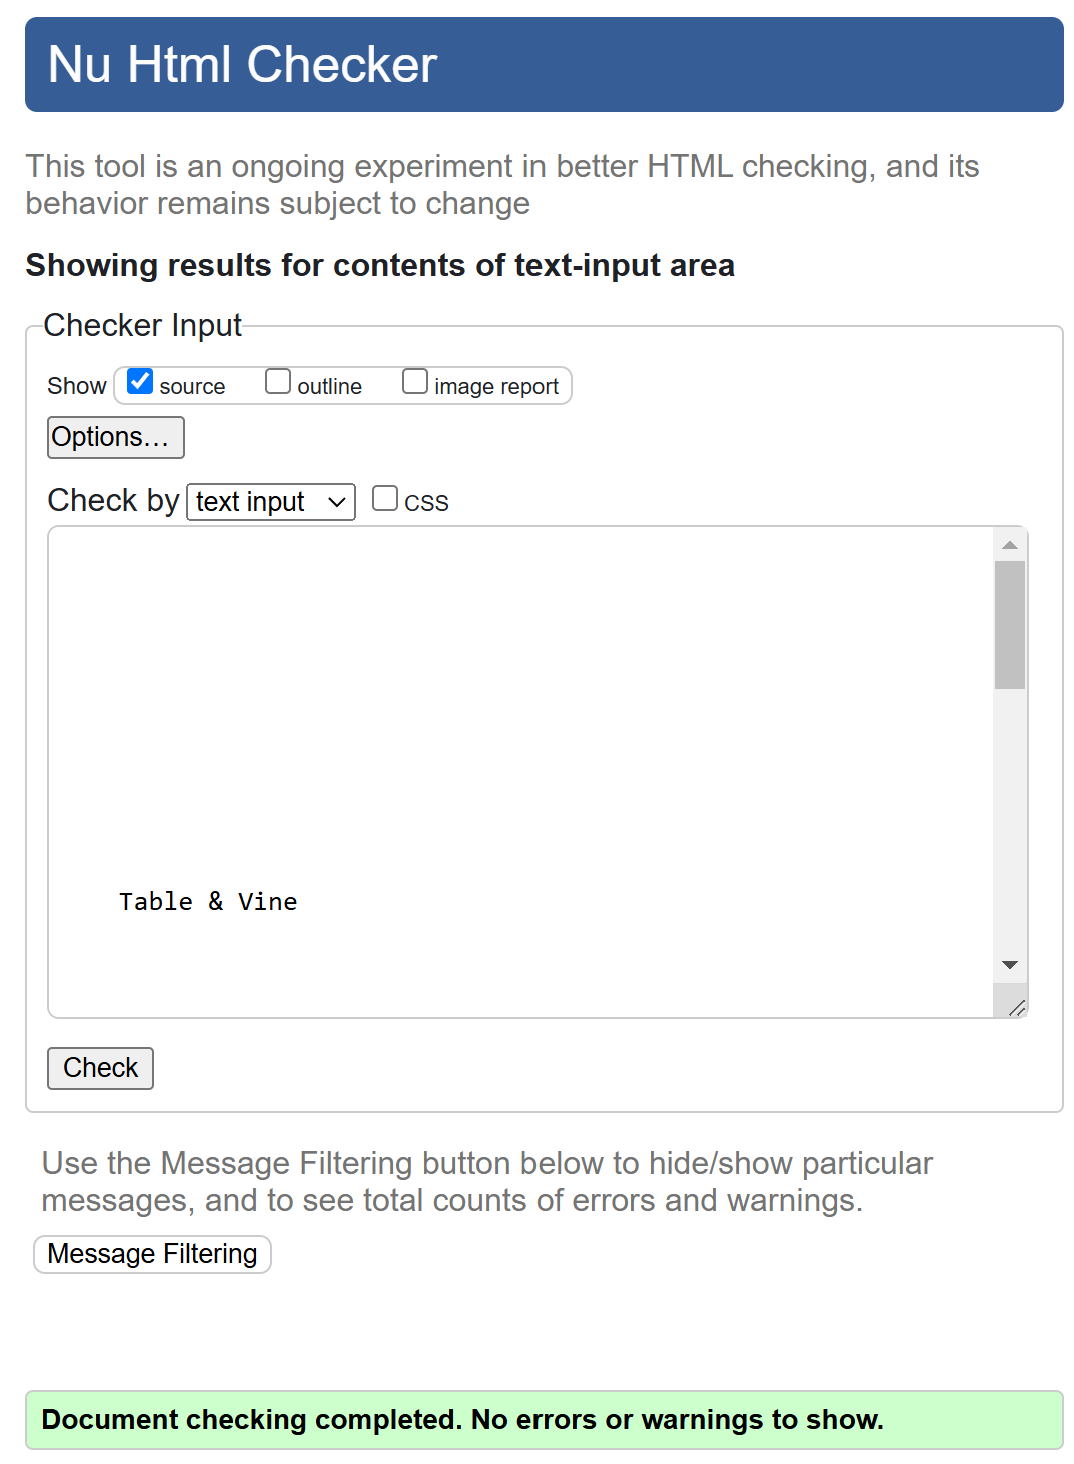 Nu Html Checker
This tool is an ongoing experiment in better HTML checking, and its
behavior remains subject to change
Showing results for contents of text-input area
Checker Input
Show source outline image report
Options...
Check by text input CSS
Table & Vine
Check
Use the Message Filtering button below to hide/show particular
messages, and to see total counts of errors and warnings.
Message Filtering
Document checking completed. No errors or warnings to show.